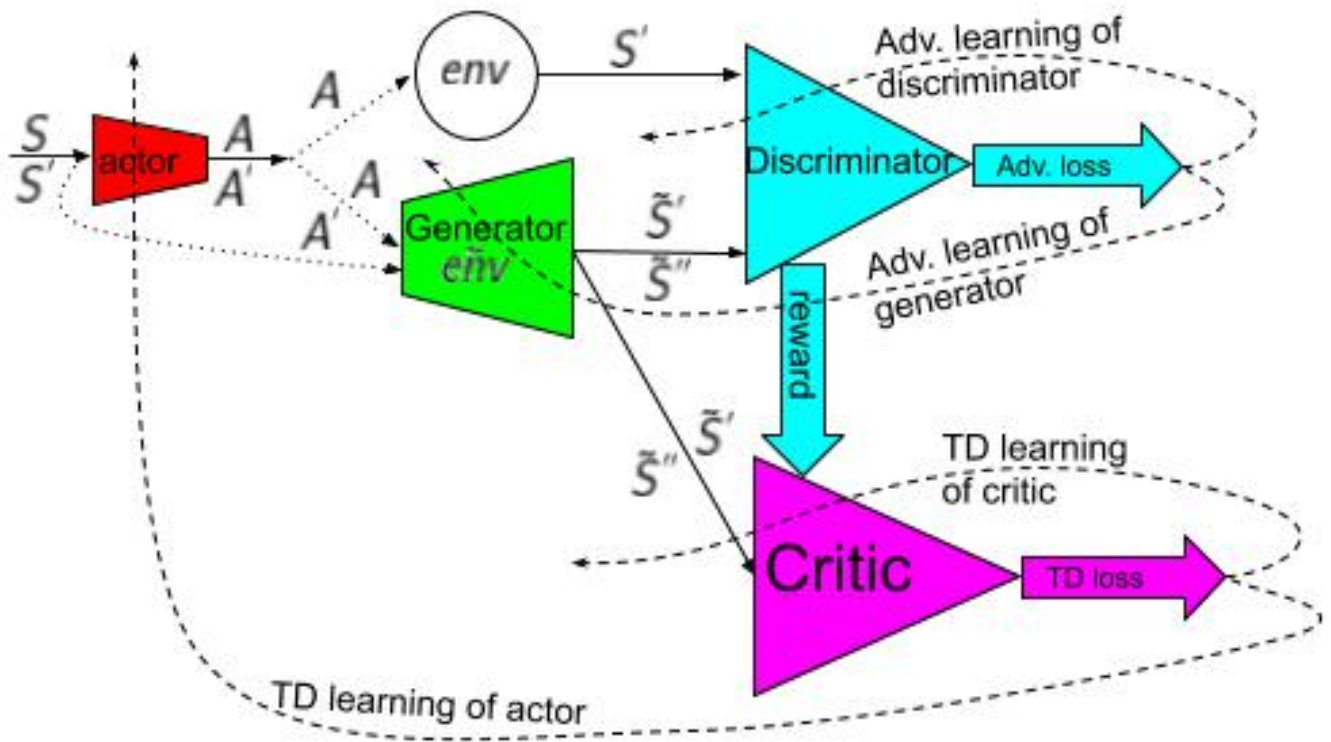 S
S'
actor
A
A'
A
env
S'
A
A'
Generator
eñv
S̃'
S̃''
Discriminator
Adv. loss
Adv. learning of
discriminator
Adv. learning of
generator
reward
S̃'
S̃''
TD learning
of critic
Critic
TD loss
TD learning of actor